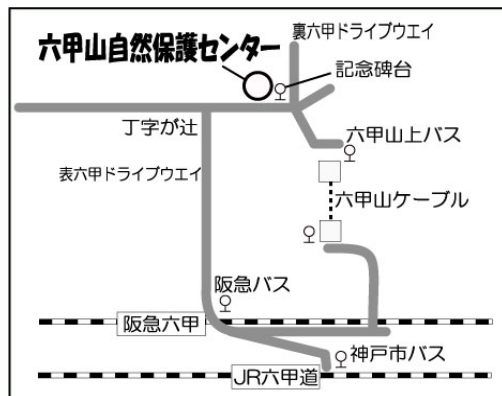 裏六甲ドライブウエイ
六甲山自然保護センター
記念碑台
丁字が辻
六甲山上バス
表六甲ドライブウエイ
六甲山ケーブル
阪急バス
阪急六甲
神戸市バス
JR六甲道